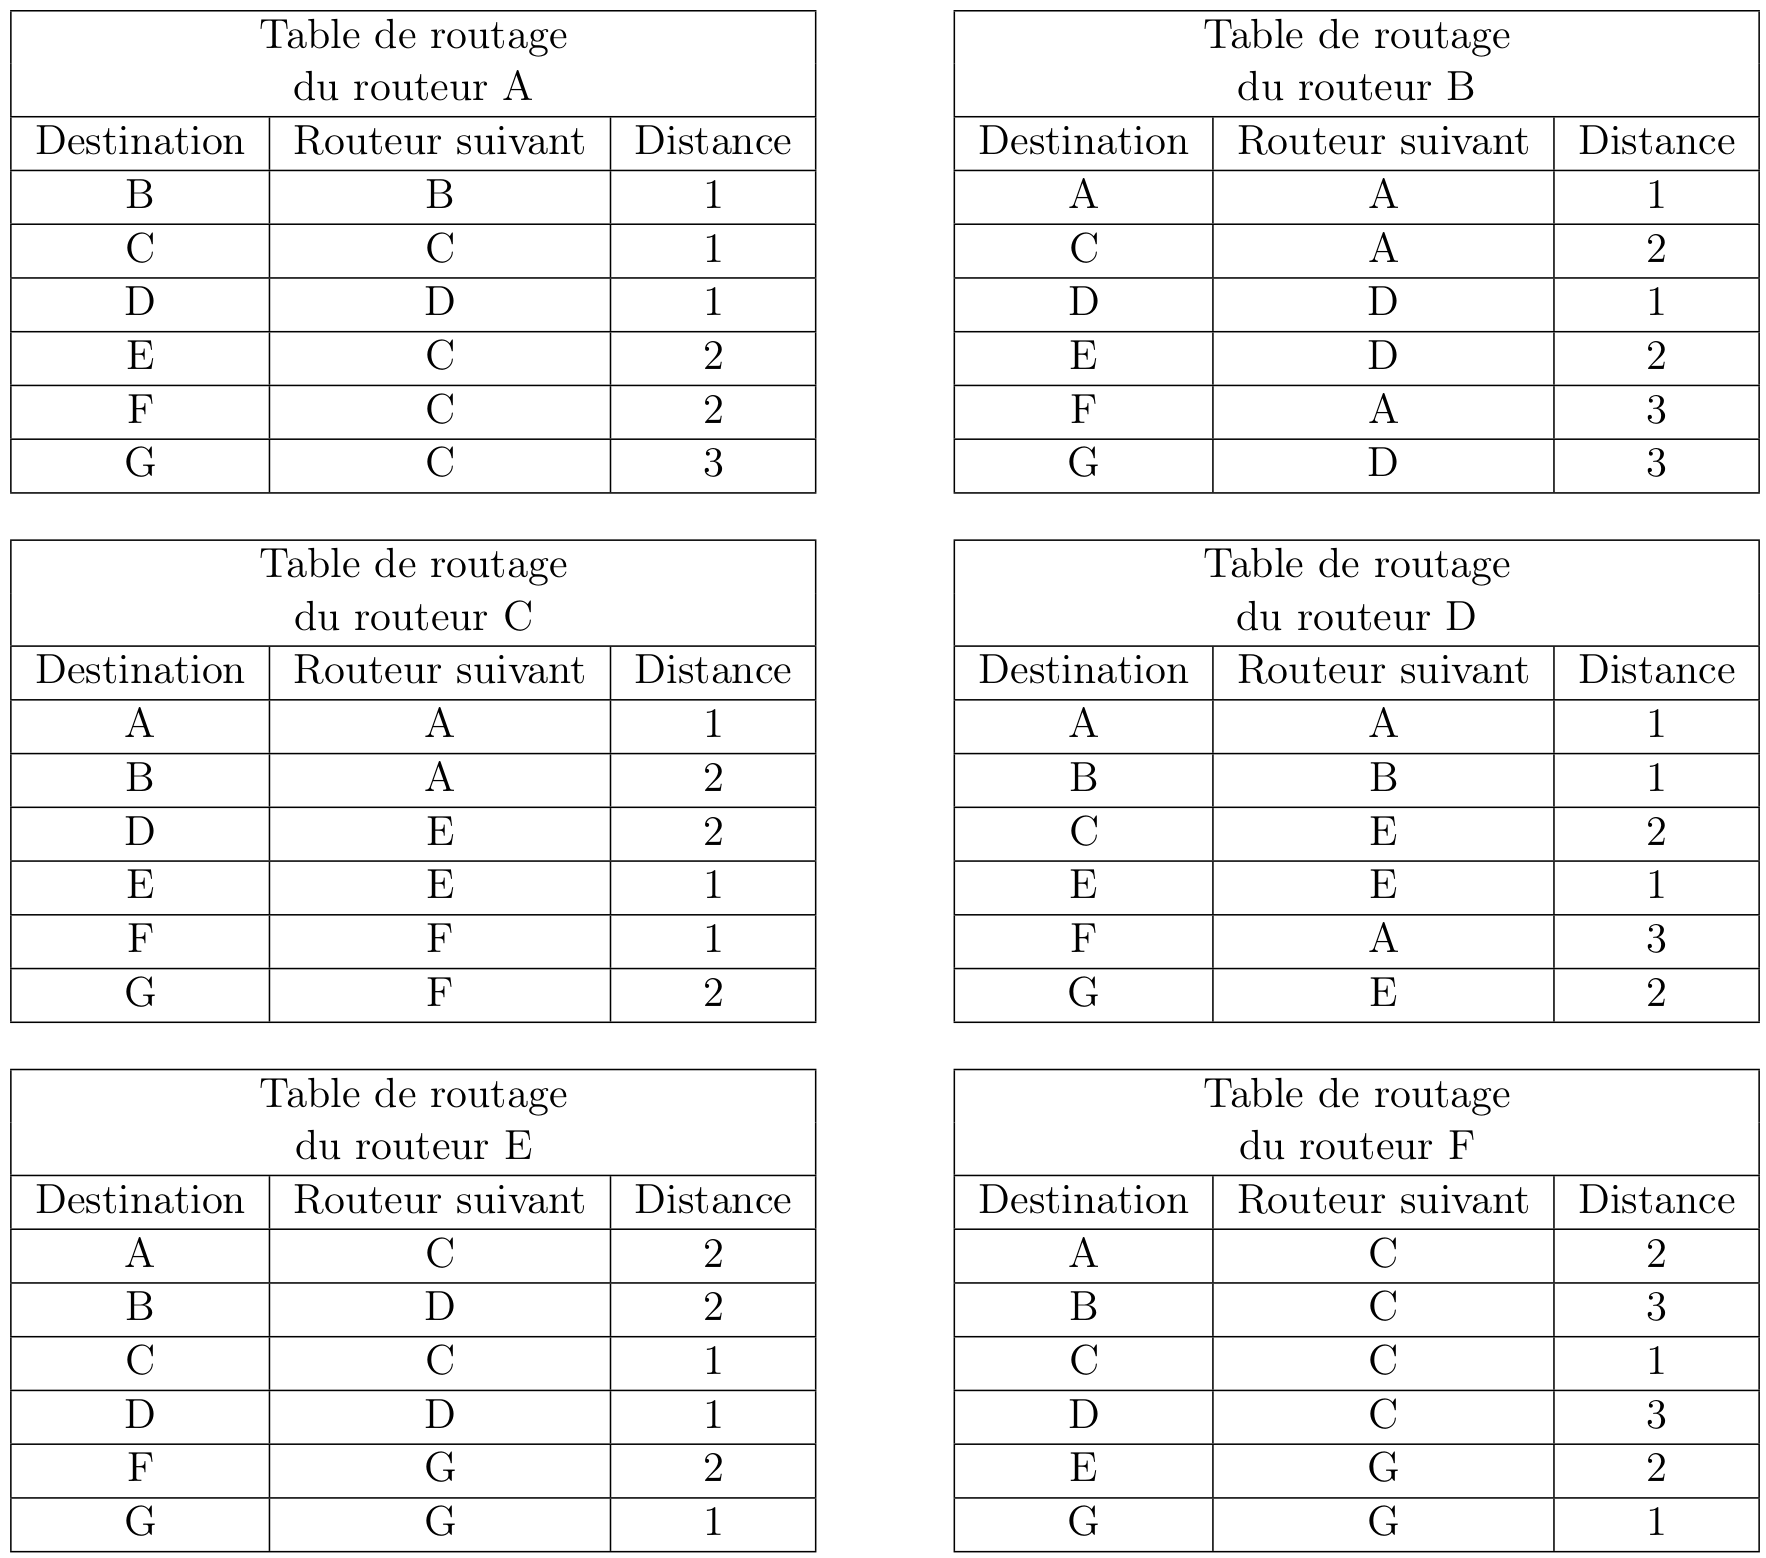 Table de routage
du routeur A
Destination Routeur suivant Distance
B B 1
C C 1
D D 1
E C 2
F C 2
G C 3
Table de routage
du routeur B
Destination Routeur suivant Distance
A A 1
C A 2
D D 1
E D 2
F A 3
G D 3
Table de routage
du routeur C
Destination Routeur suivant Distance
A A 1
B A 2
D E 2
E E 1
F F 1
G F 2
Table de routage
du routeur D
Destination Routeur suivant Distance
A A 1
B B 1
C E 2
E E 1
F A 3
G E 2
Table de routage
du routeur E
Destination Routeur suivant Distance
A C 2
B D 2
C C 1
D D 1
F G 2
G G 1
Table de routage
du routeur F
Destination Routeur suivant Distance
A C 2
B C 3
C C 1
D C 3
E G 2
G G 1